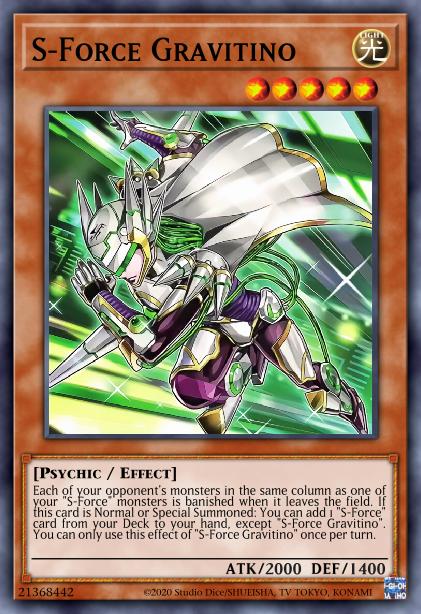 S-Force Gravitino
LIGHT
光
[Psychic / Effect]
Each of your opponent's monsters in the same column as one of
your "S-Force" monsters is banished when it leaves the field. If
this card is Normal or Special Summoned: You can add 1 "S-Force"
card from your Deck to your hand, except "S-Force Gravitino".
You can only use this effect of "S-Force Gravitino" once per turn.
ATK/2000 DEF/1400
21368442
©2020 Studio Dice/SHUEISHA, TV TOKYO, KONAMI